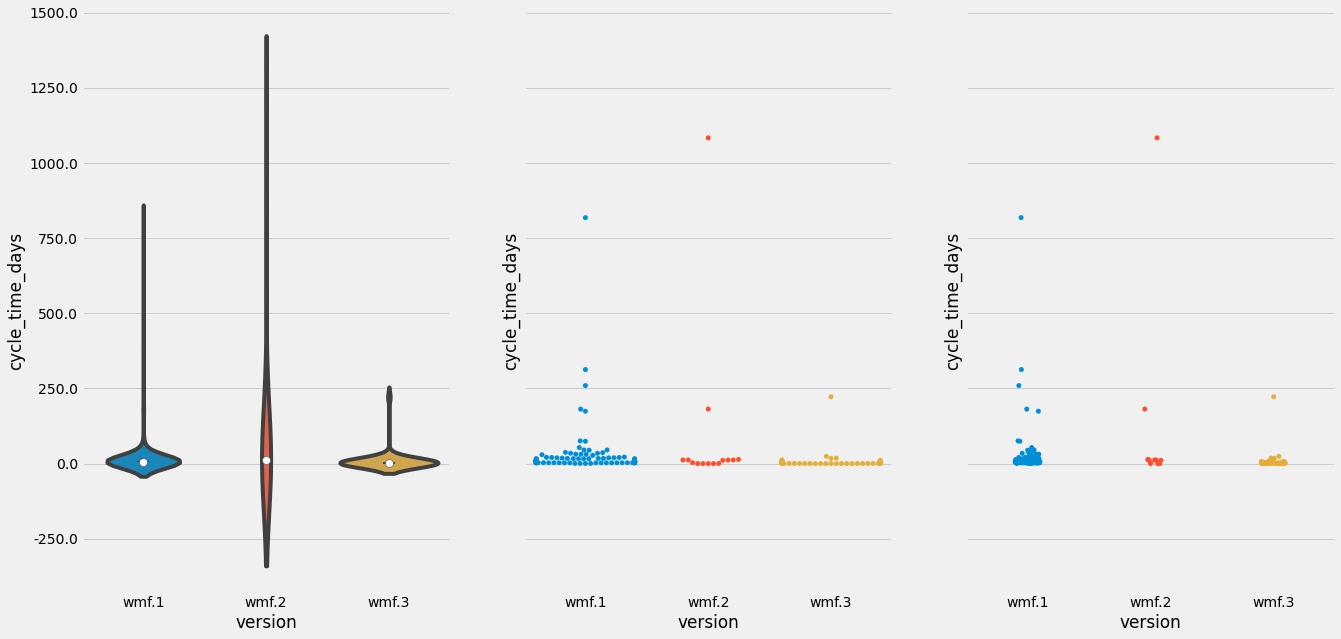 1500.0
1250.0
1000.0
750.0
500.0
250.0
0.0
-250.0
cycle_time_days
wmf.1 wmf.2 wmf.3
version
cycle_time_days
wmf.1 wmf.2 wmf.3
version
cycle_time_days
wmf.1 wmf.2 wmf.3
version